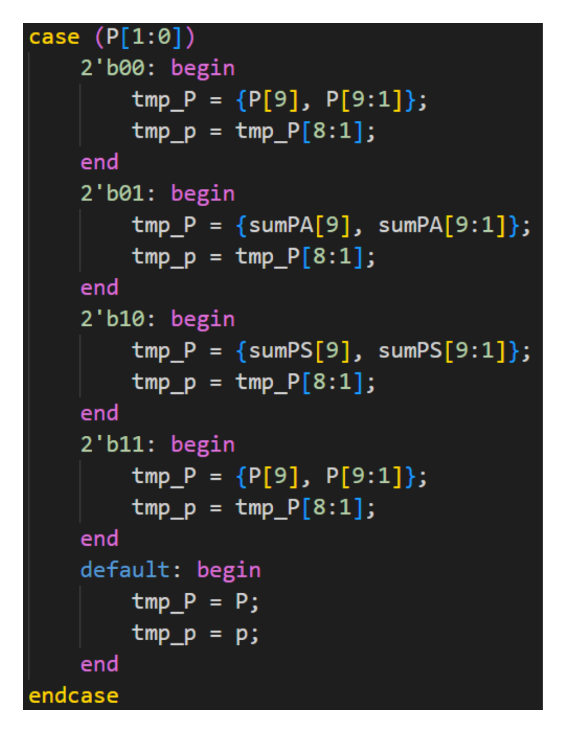 case (P[1:0])
    2'b00: begin
        tmp_P = {P[9], P[9:1]};
        tmp_p = tmp_P[8:1];
    end
    2'b01: begin
        tmp_P = {sumPA[9], sumPA[9:1]};
        tmp_p = tmp_P[8:1];
    end
    2'b10: begin
        tmp_P = {sumPS[9], sumPS[9:1]};
        tmp_p = tmp_P[8:1];
    end
    2'b11: begin
        tmp_P = {P[9], P[9:1]};
        tmp_p = tmp_P[8:1];
    end
    default: begin
        tmp_P = P;
        tmp_p = p;
    end
endcase